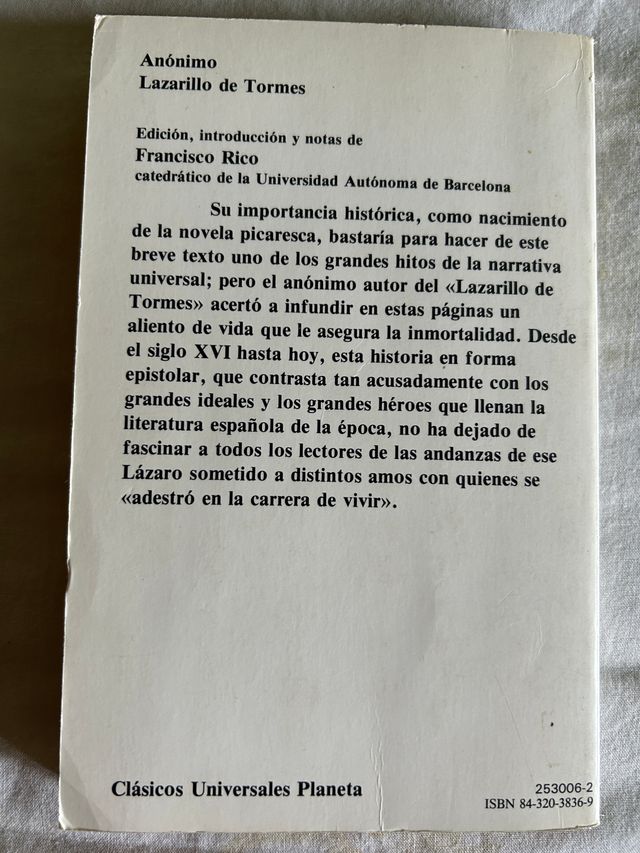 Anónimo
Lazarillo de Tormes
Edición, introducción y notas de
Francisco Rico
catedrático de la Universidad Autónoma de Barcelona
Su importancia histórica, como nacimiento
de la novela picaresca, bastaría para hacer de este
breve texto uno de los grandes hitos de la narrativa
universal; pero el anónimo autor del «Lazarillo de
Tormes» acertó a infundir en estas páginas un
aliento de vida que le asegura la inmortalidad. Desde
el siglo XVI hasta hoy, esta historia en forma
epistolar, que contrasta tan acusadamente con los
grandes ideales y los grandes héroes que llenan la
literatura española de la época, no ha dejado de
fascinar a todos los lectores de las andanzas de ese
Lázaro sometido a distintos amos con quienes se
«adestró en la carrera de vivir».
Clásicos Universales Planeta
253006-2
ISBN 84-320-3836-9